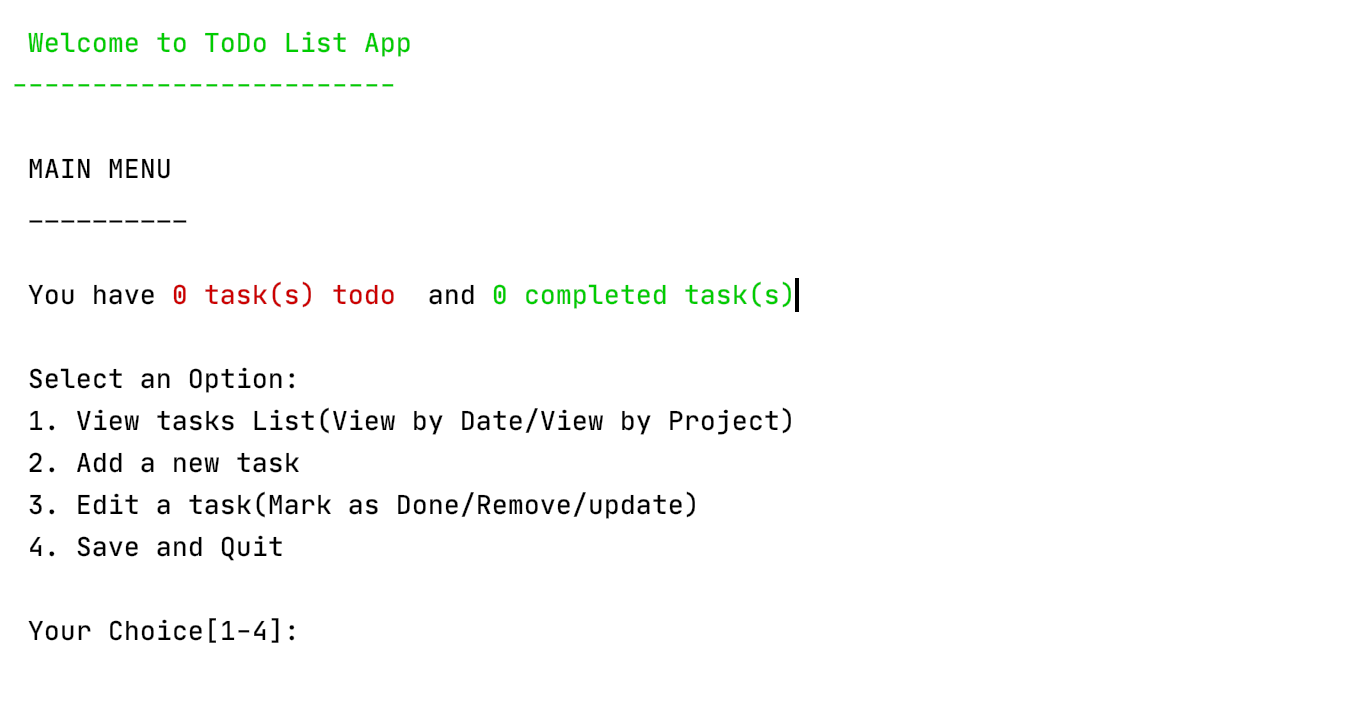 Welcome to ToDo List App
------------------------
MAIN MENU
----------
You have 0 task(s) todo  and 0 completed task(s)
Select an Option:
1. View tasks List(View by Date/View by Project)
2. Add a new task
3. Edit a task(Mark as Done/Remove/update)
4. Save and Quit
Your Choice[1-4]: